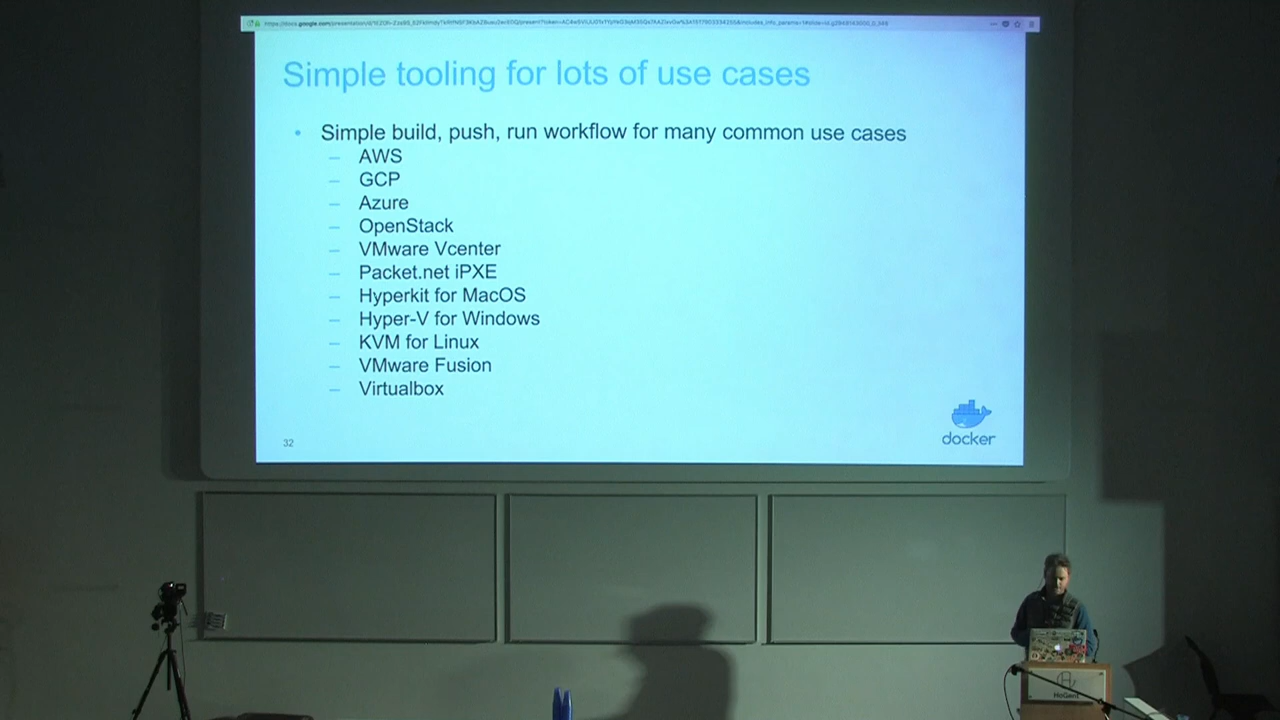 Simple tooling for lots of use cases
• Simple build, push, run workflow for many common use cases
– AWS
– GCP
– Azure
– OpenStack
– VMware Vcenter
– Packet.net iPXE
– Hyperkit for MacOS
– Hyper-V for Windows
– KVM for Linux
– VMware Fusion
– Virtualbox
32
docker
HoGent